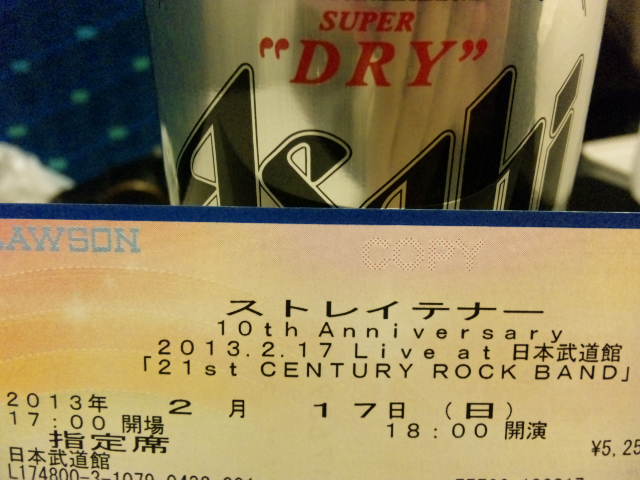 SUPER
"DRY"
Asahi
LAWSON
COPY
ストレイテナー
10th Anniversary
2013.2.17 Live at 日本武道館
「21st CENTURY ROCK BAND」
2013年 2月 17日 (日)
17:00 開場 18:00 開演
指定席
¥5,25
日本武道館